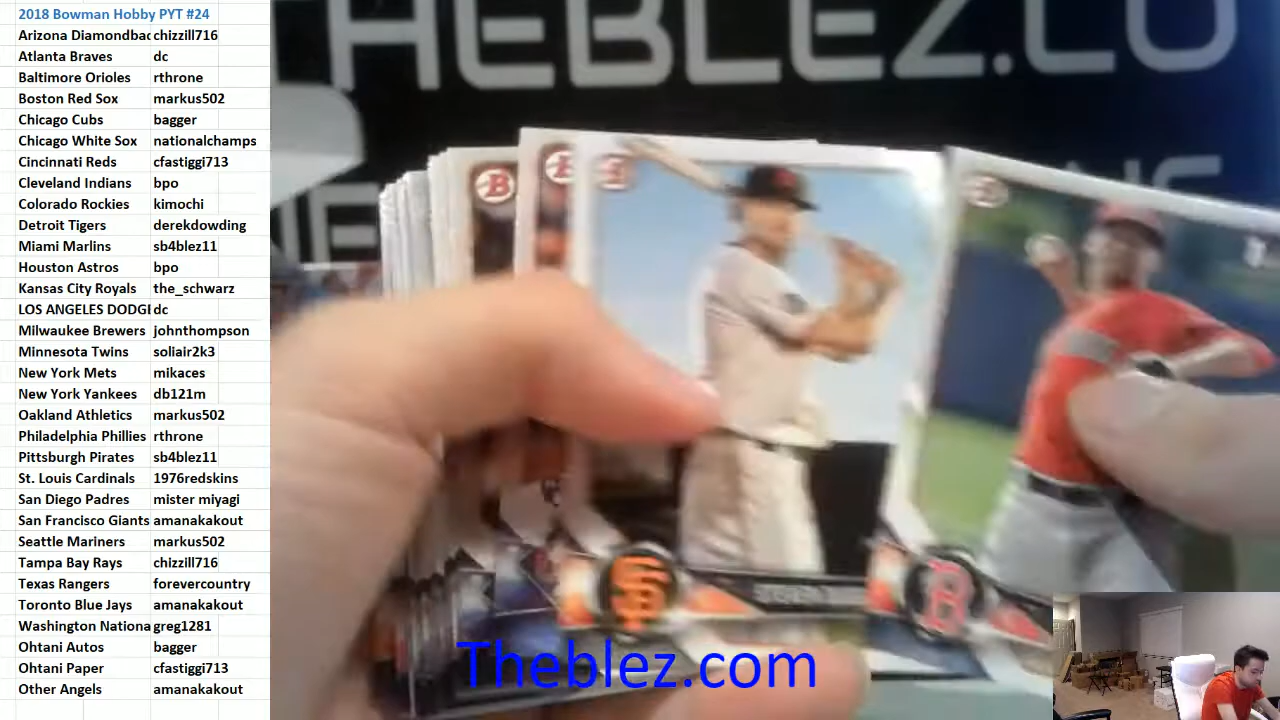 2018 Bowman Hobby PYT #24
Arizona Diamondbac chizzill716
Atlanta Braves dc
Baltimore Orioles rthrone
Boston Red Sox markus502
Chicago Cubs bagger
Chicago White Sox nationalchamps
Cincinnati Reds cfastiggi713
Cleveland Indians bpo
Colorado Rockies kimochi
Detroit Tigers derekdowding
Miami Marlins sb4blez11
Houston Astros bpo
Kansas City Royals the_schwarz
LOS ANGELES DODGE dc
Milwaukee Brewers johnthompson
Minnesota Twins soliair2k3
New York Mets mikaces
New York Yankees db121m
Oakland Athletics markus502
Philadelphia Phillies rthrone
Pittsburgh Pirates sb4blez11
St. Louis Cardinals 1976redskins
San Diego Padres mister miyagi
San Francisco Giants amanakakout
Seattle Mariners markus502
Tampa Bay Rays chizzill716
Texas Rangers forevercountry
Toronto Blue Jays amanakakout
Washington Nationa greg1281
Ohtani Autos bagger
Ohtani Paper cfastiggi713
Other Angels amanakakout
THEBLEZ.CO
B
SF
B
Theblez.com